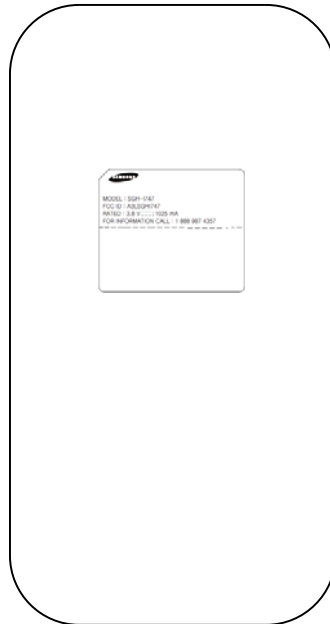 SAMSUNG
MODEL : SGH-I747
FCC ID : A3LSGHI747
RATED : 3.8 V ; 1025 mA
FOR INFORMATION CALL : 1 888 987 4357